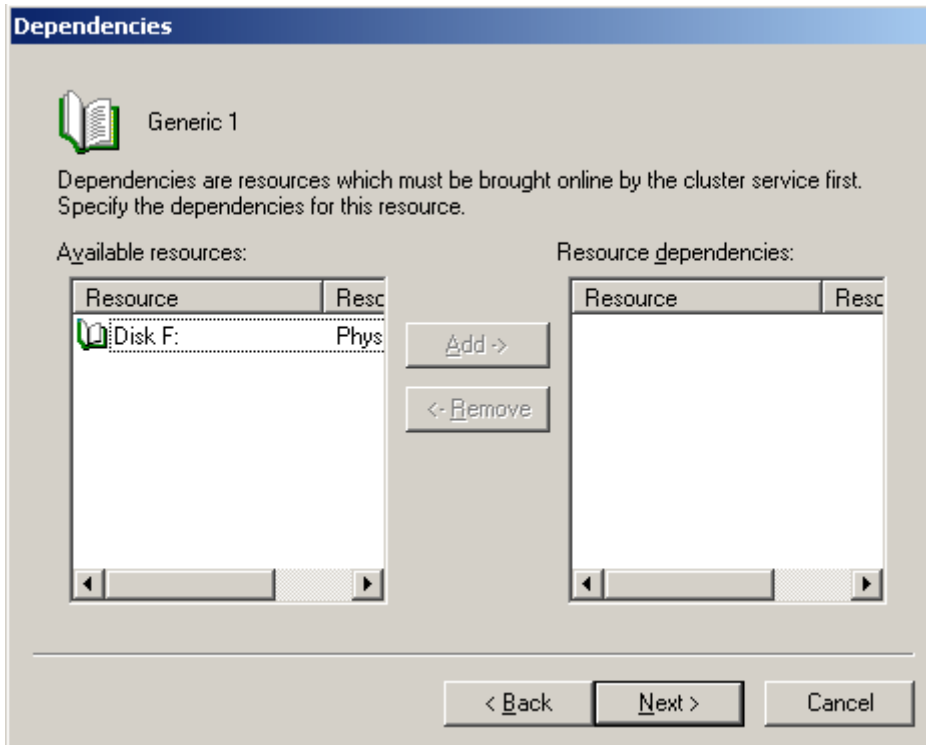 Dependencies
Generic 1
Dependencies are resources which must be brought online by the cluster service first.
Specify the dependencies for this resource.
Available resources:
Resource dependencies:
Resource Resc
Resource Resc
Disk F: Phys
Add ->
<- Remove
< Back Next > Cancel